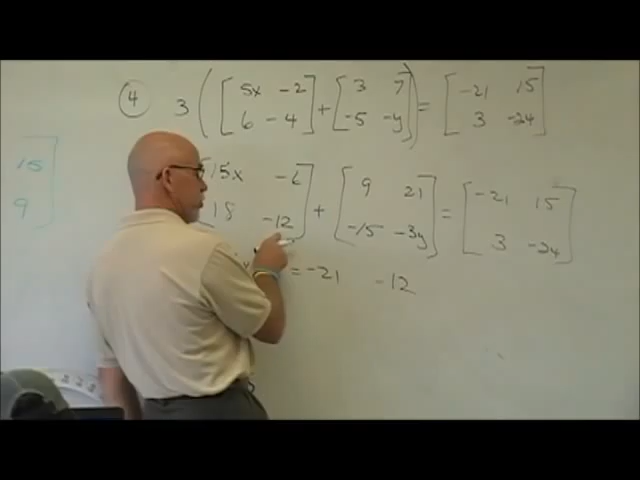 ④ 3 ( [ 5x -2 ] + [ 3 7 ] ) = [ -21 15 ]
[ 6 -4 ] [ -5 -y ] [ 3 -24 ]
15
9
[ 15x -6 ] + [ 9 21 ] = [ -21 15 ]
[ 18 -12 ] [ -15 -3y ] [ 3 -24 ]
= -21 -12